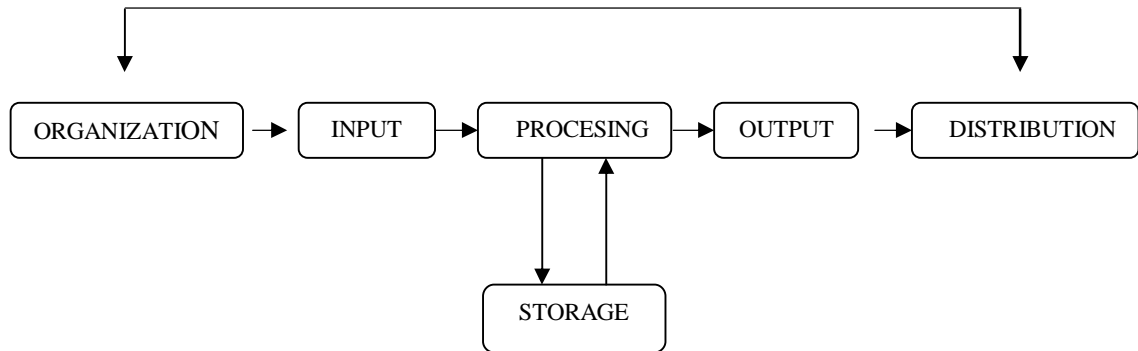 ORGANIZATION
INPUT
PROCESING
OUTPUT
DISTRIBUTION
STORAGE